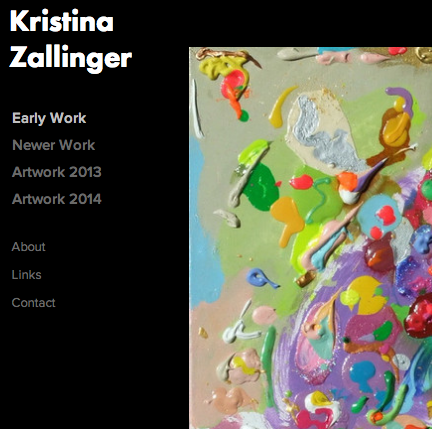 Kristina
Zallinger
Early Work
Newer Work
Artwork 2013
Artwork 2014
About
Links
Contact